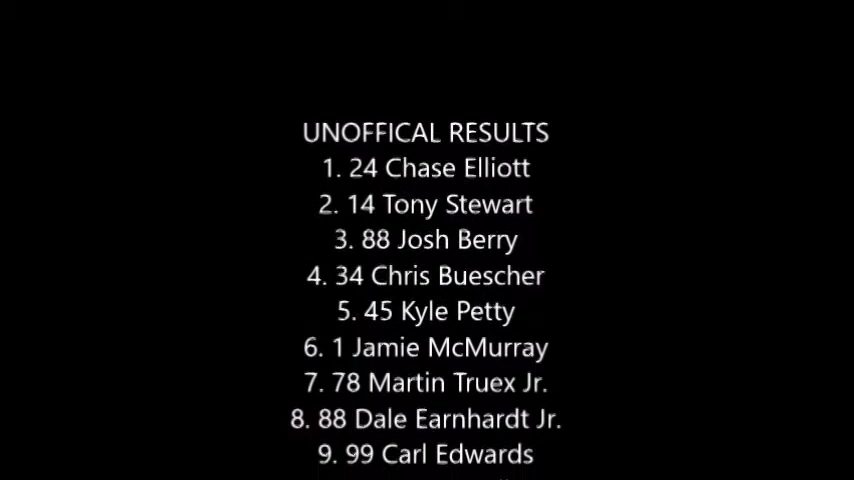 UNOFFICAL RESULTS
1. 24 Chase Elliott
2. 14 Tony Stewart
3. 88 Josh Berry
4. 34 Chris Buescher
5. 45 Kyle Petty
6. 1 Jamie McMurray
7. 78 Martin Truex Jr.
8. 88 Dale Earnhardt Jr.
9. 99 Carl Edwards